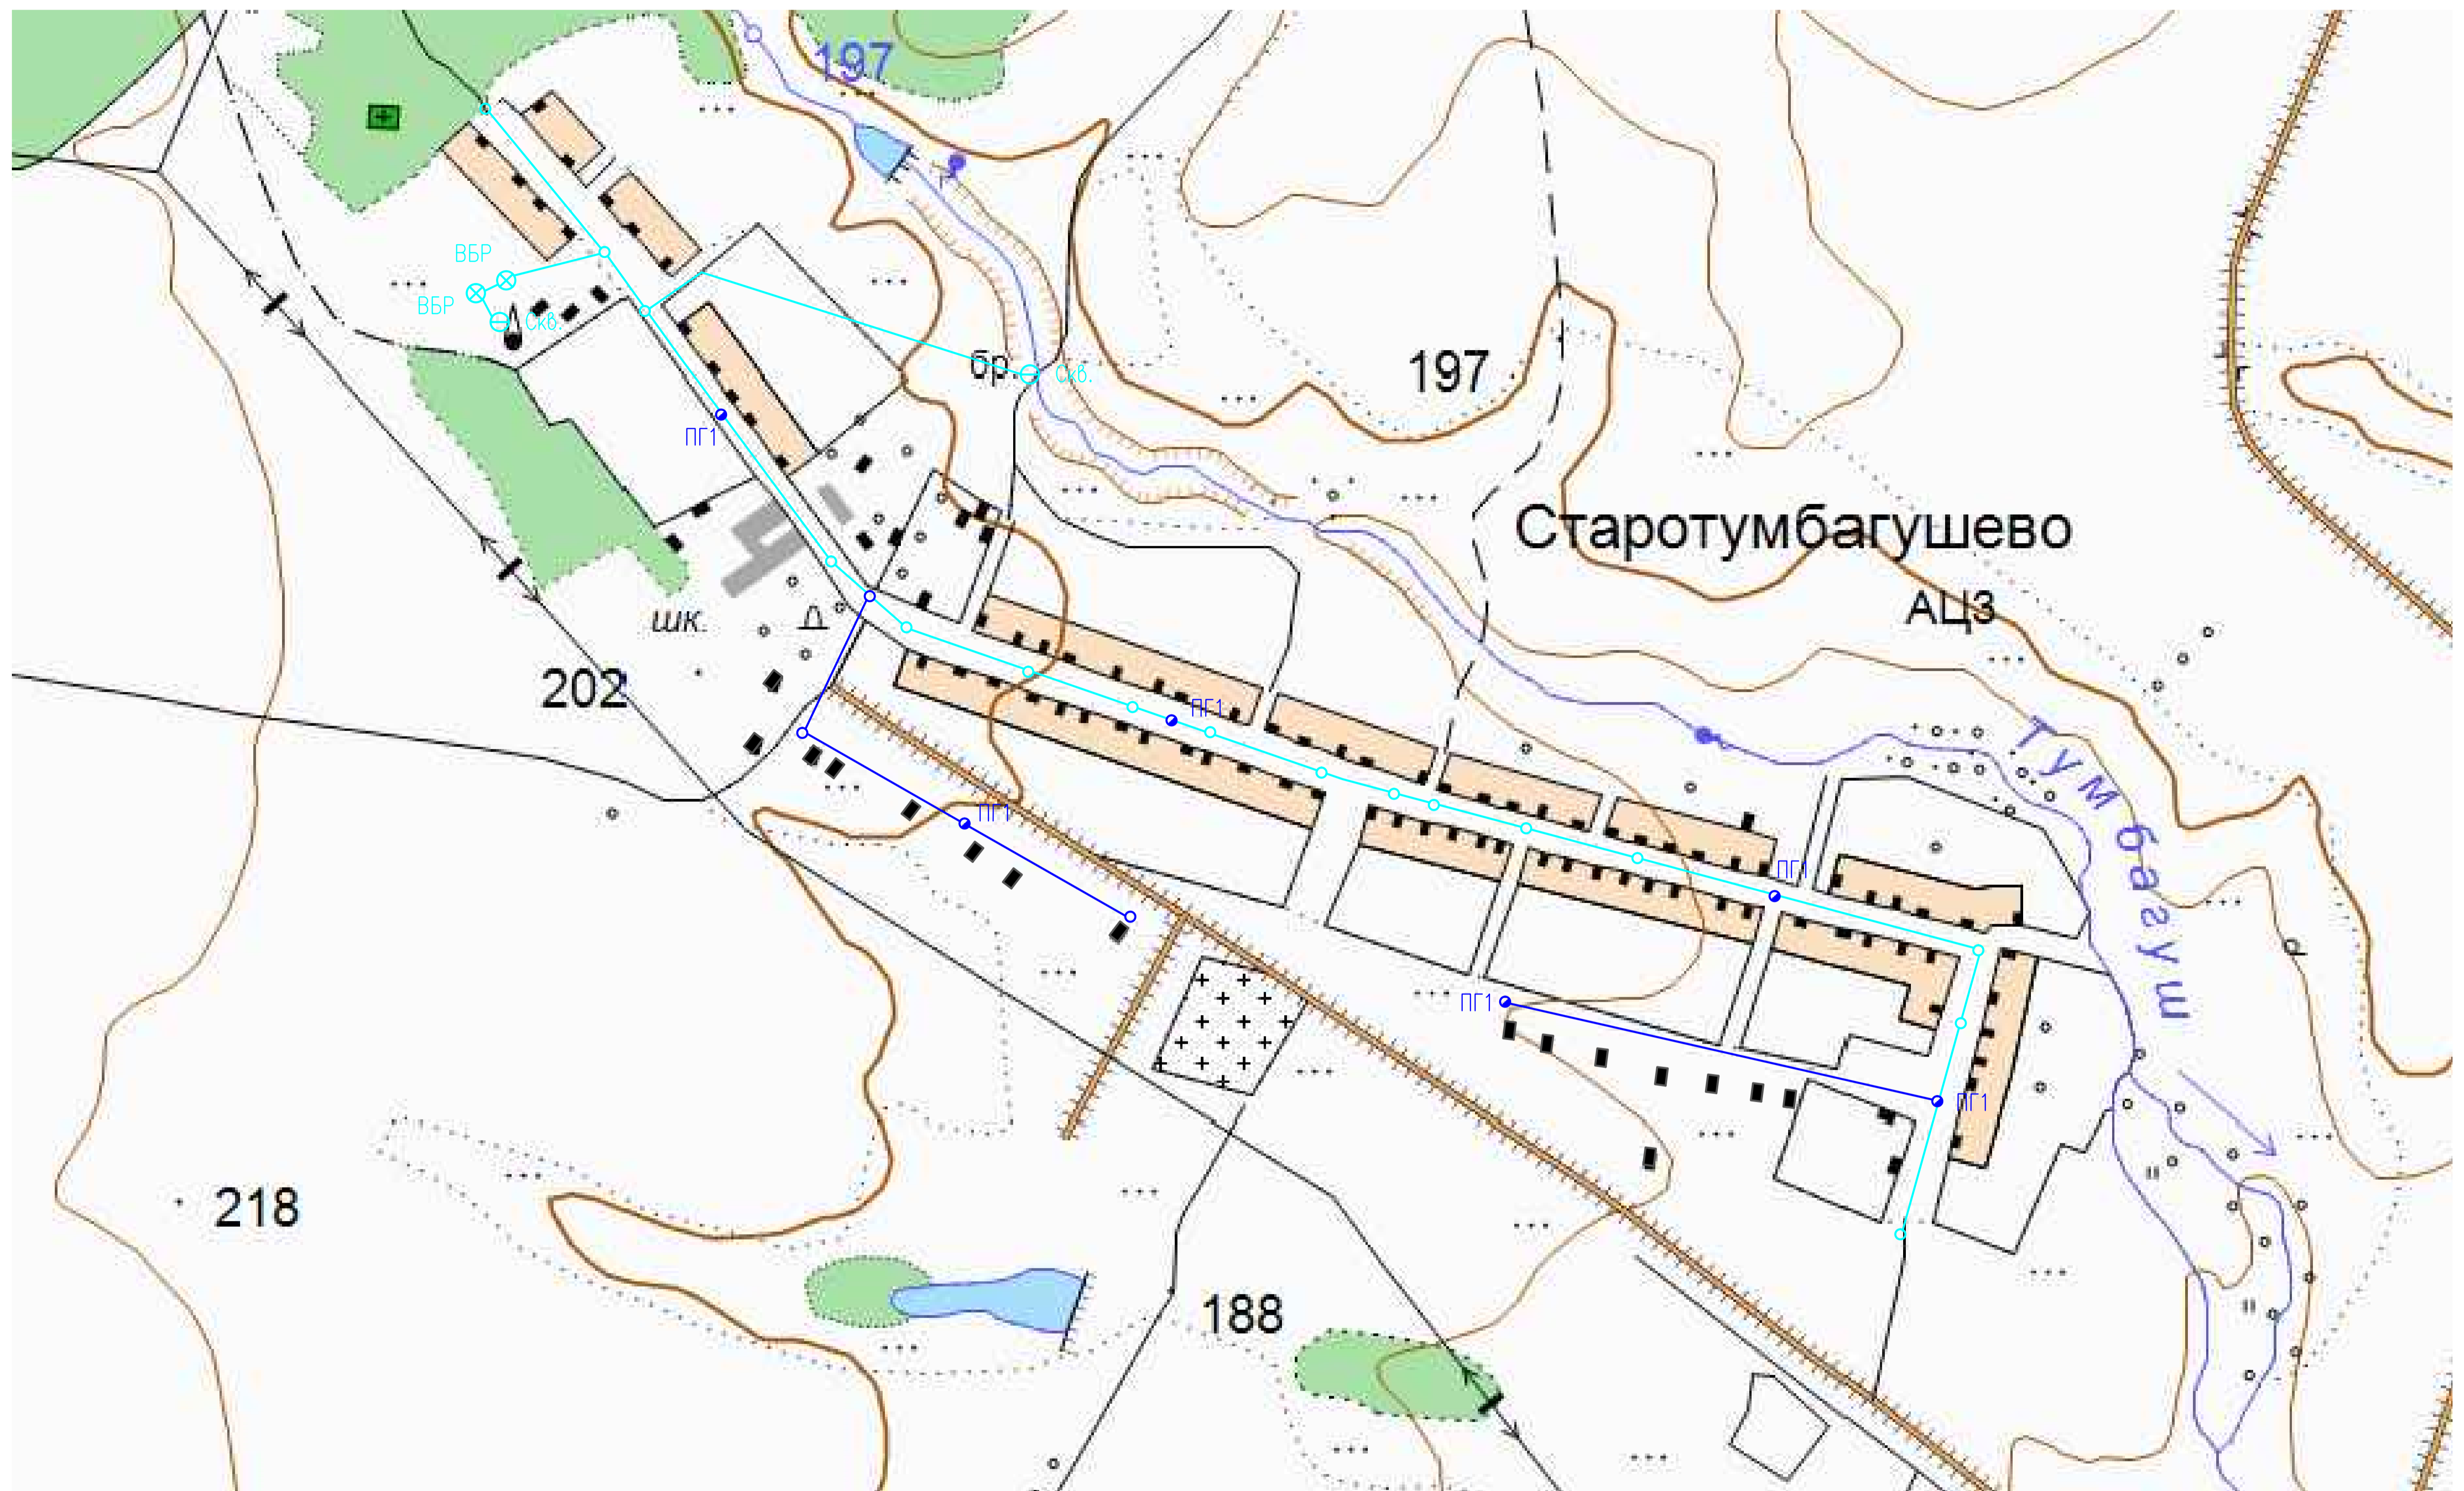 197
ВБР
ВБР
Скв.
бр.
Скв.
197
ПГ1
Старотумбагушево
АЦЗ
шк.
202
ПГ1
Тумбагуш
ПГ1
ПГ1
ПГ1
ПГ1
218
188